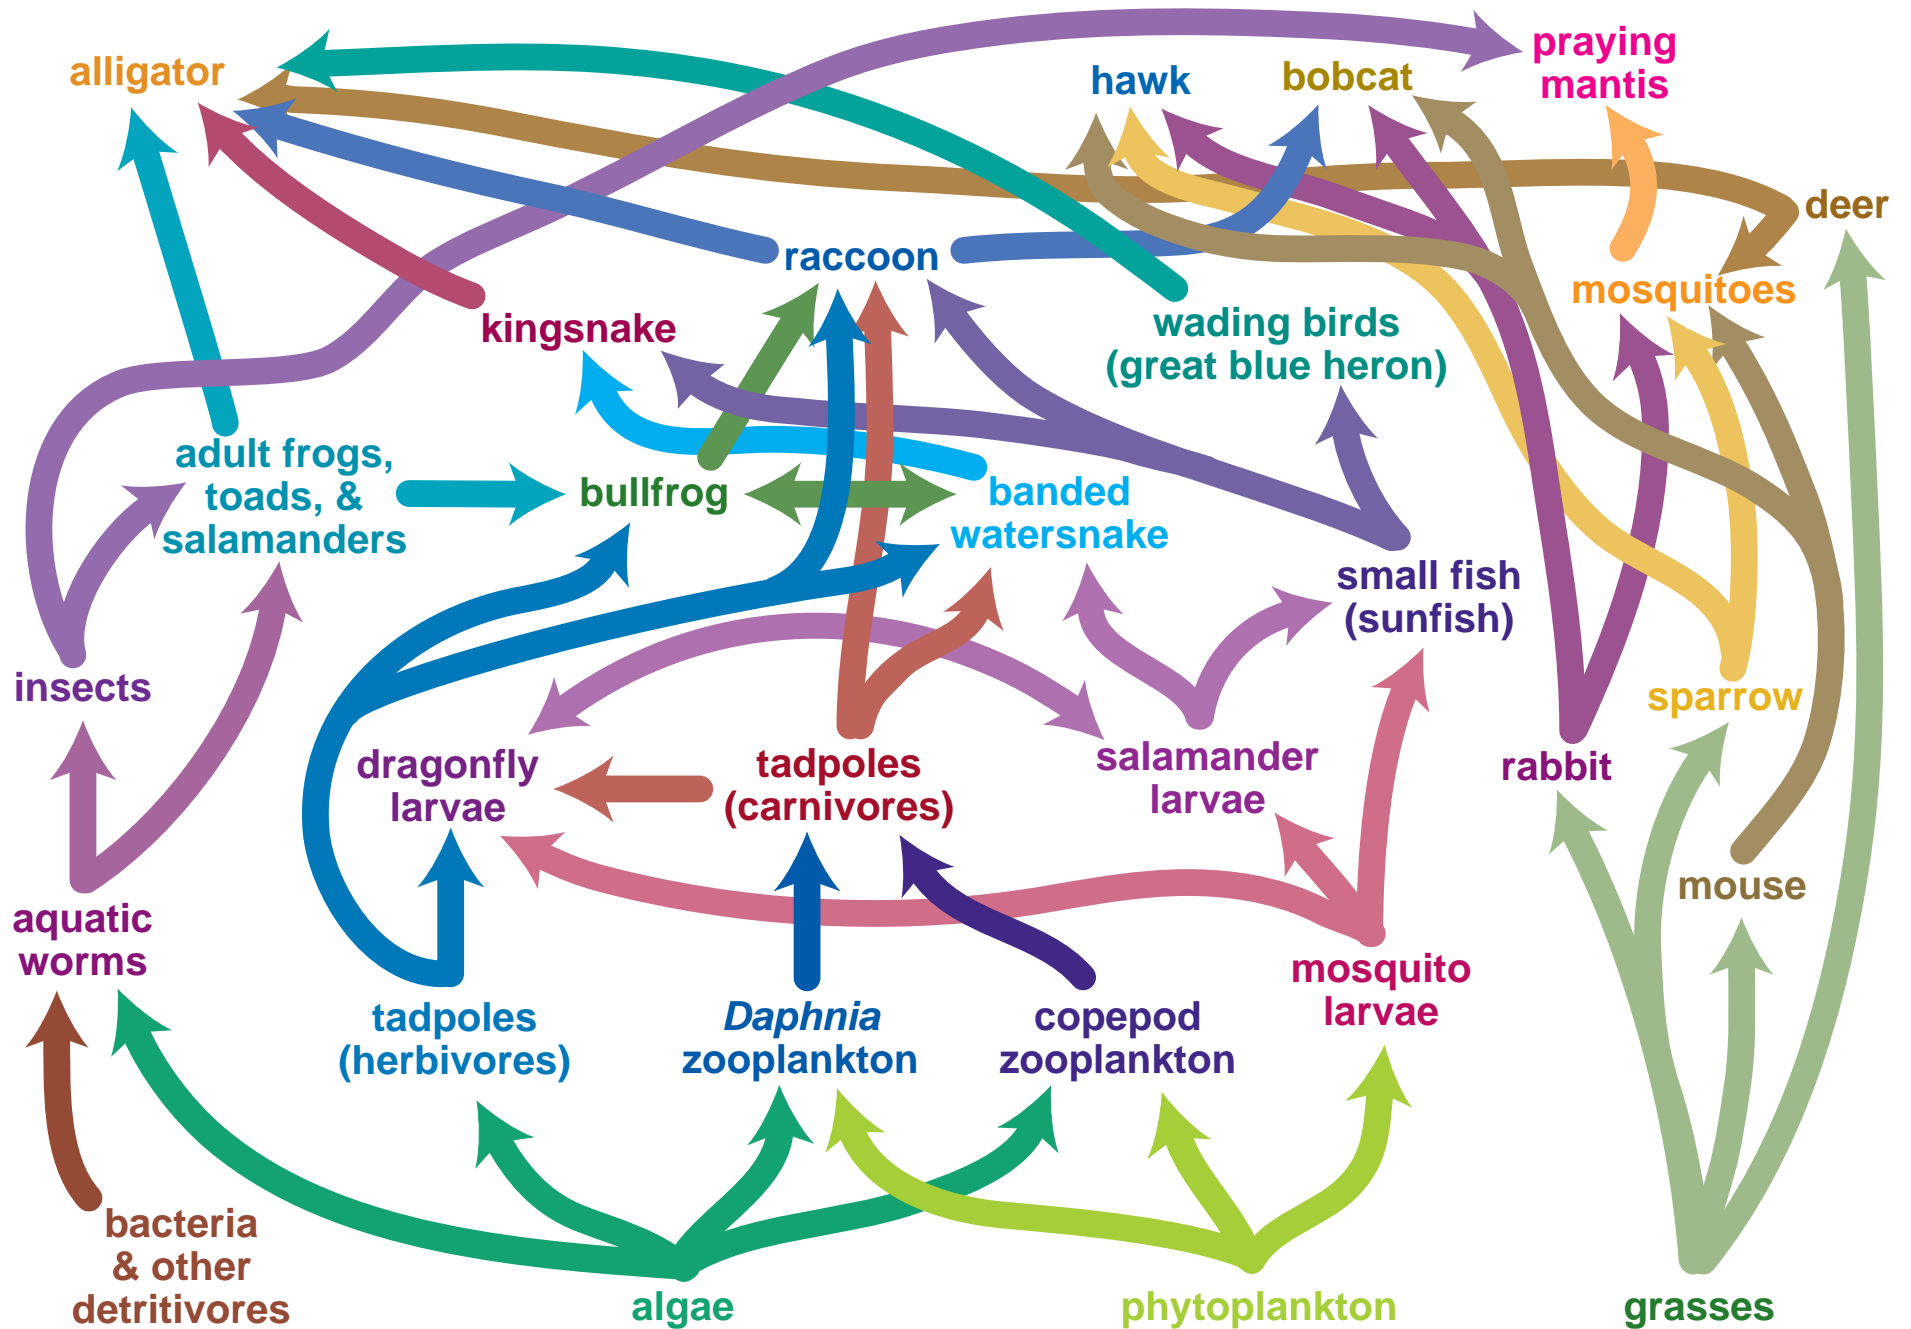 alligator
hawk
bobcat
praying
mantis
deer
raccoon
mosquitoes
kingsnake
wading birds
(great blue heron)
adult frogs,
toads, &
salamanders
bullfrog
banded
watersnake
small fish
(sunfish)
insects
sparrow
dragonfly
larvae
tadpoles
(carnivores)
salamander
larvae
rabbit
mouse
aquatic
worms
mosquito
larvae
tadpoles
(herbivores)
Daphnia
zooplankton
copepod
zooplankton
bacteria
& other
detritivores
algae
phytoplankton
grasses